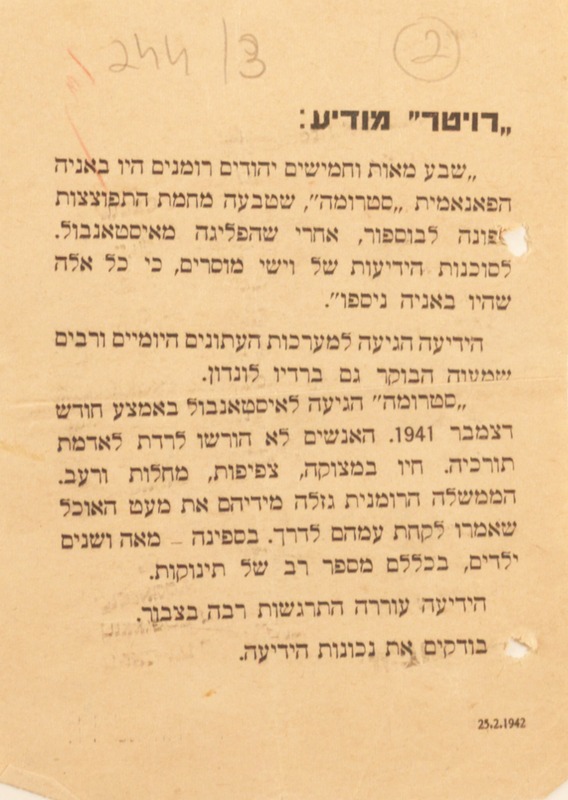 244/3
2
„רויטר” מודיע:
„שבע מאות וחמישים יהודים רומנים היו באניה
הפאנאמית „סטרומה”, שטבעה מחמת התפוצצות
צפונה לבוספור, אחרי שהפליגה מאיסטאנבול.
לסוכנות הידיעות של וישי מוסרים, כי כל אלה
שהיו באניה ניספו”.
הידיעה הגיעה למערכות העתונים היומיים ורבים
שמעוה הבוקר גם ברדיו לונדון.
„סטרומה” הגיעה לאיסטאנבול באמצע חודש
דצמבר 1941. האנשים לא הורשו לרדת לאדמת
תורכיה. חיו במצוקה, צפיפות, מחלות ורעב.
הממשלה הרומנית גזלה מידיהם את מעט האוכל
שאמרו לקחת עמהם לדרך. בספינה – מאה ושנים
ילדים, בכללם מספר רב של תינוקות.
הידיעה עוררה התרגשות רבה בצבור.
בודקים את נכונות הידיעה.
25.2.1942